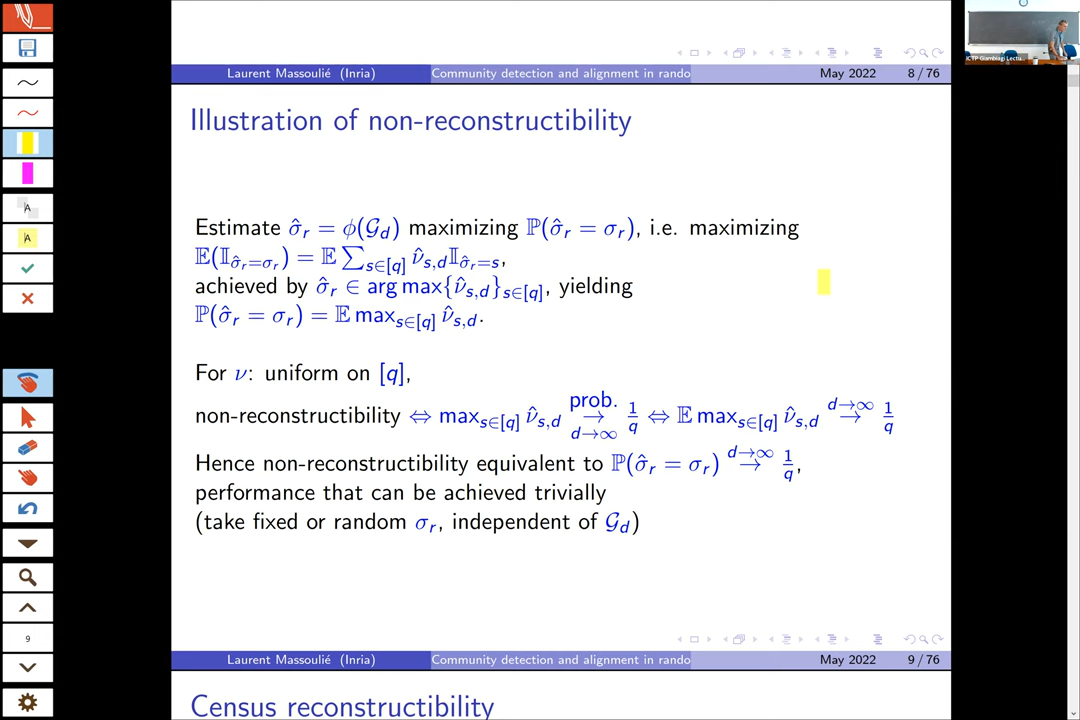 Laurent Massoulié (Inria) Community detection and alignment in rando May 2022 8 / 76
Illustration of non-reconstructibility
Estimate σ̂_r = ϕ(𝒢_d) maximizing ℙ(σ̂_r = σ_r), i.e. maximizing
𝔼(𝕀_{σ̂_r=σ_r}) = 𝔼 ∑_{s∈[q]} ν̂_{s,d} 𝕀_{σ̂_r=s},
achieved by σ̂_r ∈ arg max{ν̂_{s,d}}_{s∈[q]}, yielding
ℙ(σ̂_r = σ_r) = 𝔼 max_{s∈[q]} ν̂_{s,d}.
For ν: uniform on [q],
non-reconstructibility ⇔ max_{s∈[q]} ν̂_{s,d} →^{prob.}_{d→∞} 1/q ⇔ 𝔼 max_{s∈[q]} ν̂_{s,d} →^{d→∞} 1/q
Hence non-reconstructibility equivalent to ℙ(σ̂_r = σ_r) →^{d→∞} 1/q,
performance that can be achieved trivially
(take fixed or random σ_r, independent of 𝒢_d)
Laurent Massoulié (Inria) Community detection and alignment in rando May 2022 9 / 76
Census reconstructibility
A
A
9
ICTP Giambiagi Lectu...